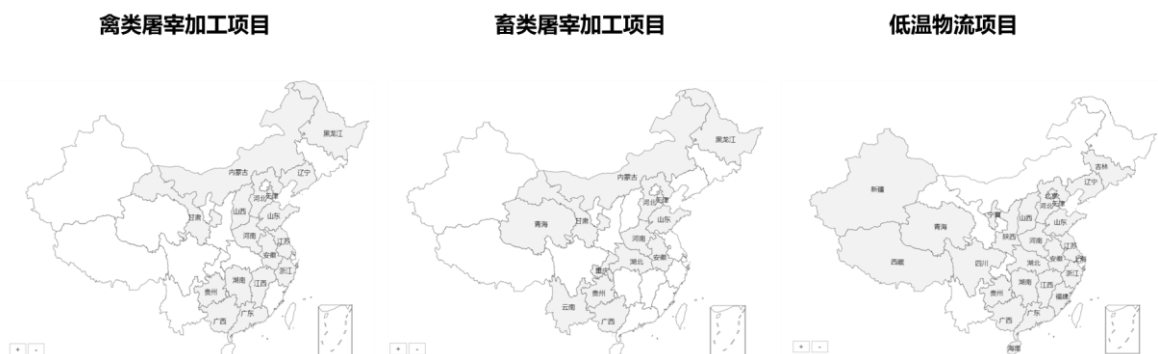 禽类屠宰加工项目
畜类屠宰加工项目
低温物流项目
黑龙江
内蒙古
辽宁
河北
天津
甘肃
山西
山东
河南
江苏
安徽
浙江
湖南
江西
贵州
广西
广东
+
-
黑龙江
内蒙古
河北
天津
青海
甘肃
山东
河南
湖北
安徽
重庆
贵州
云南
广西
+
-
吉林
辽宁
新疆
北京
天津
河北
宁夏
山西
山东
青海
陕西
河南
江苏
西藏
四川
湖北
安徽
上海
浙江
贵州
湖南
江西
福建
广西
广东
海南
+
-